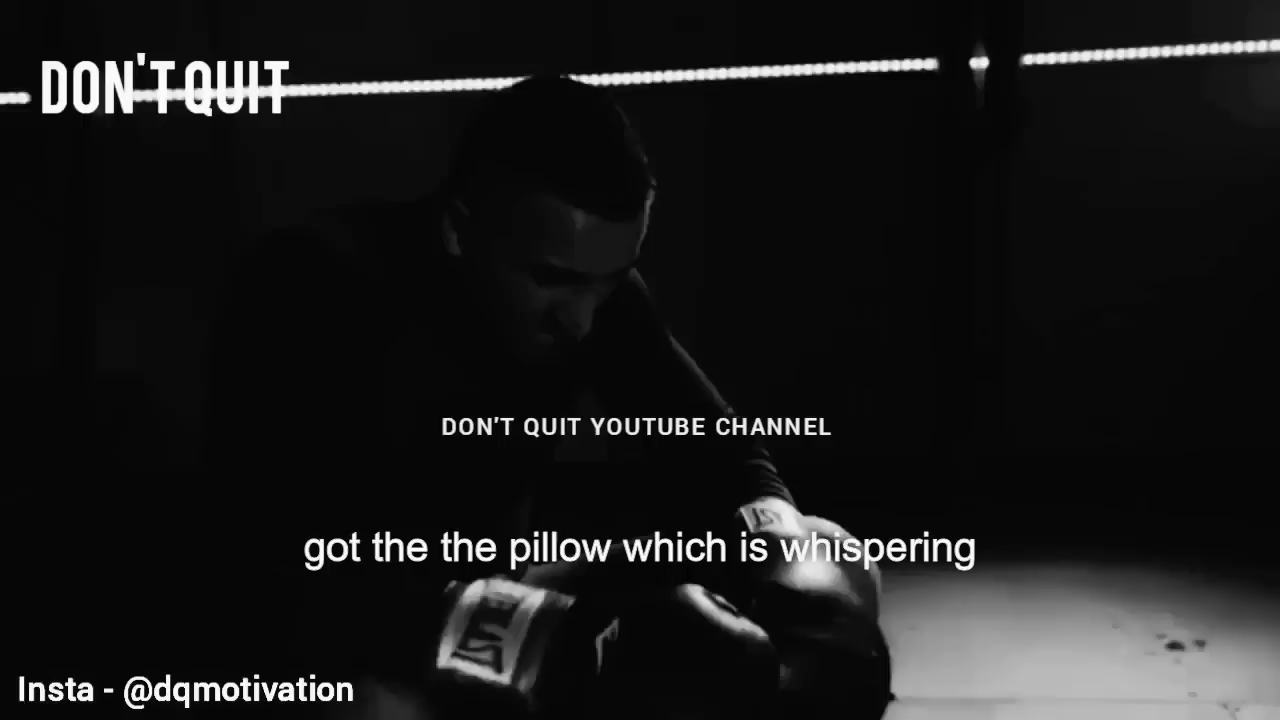 DON'T QUIT
DON'T QUIT YOUTUBE CHANNEL
got the the pillow which is whispering
Insta - @dqmotivation